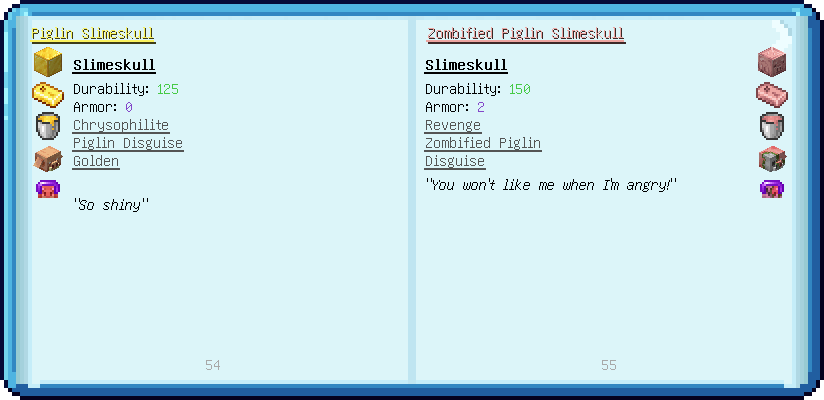 Piglin Slimeskull
Slimeskull
Durability: 125
Armor: 0
Chrysophilite
Piglin Disguise
Golden
"So shiny"
54
Zombified Piglin Slimeskull
Slimeskull
Durability: 150
Armor: 2
Revenge
Zombified Piglin
Disguise
"You won't like me when I'm angry!"
55